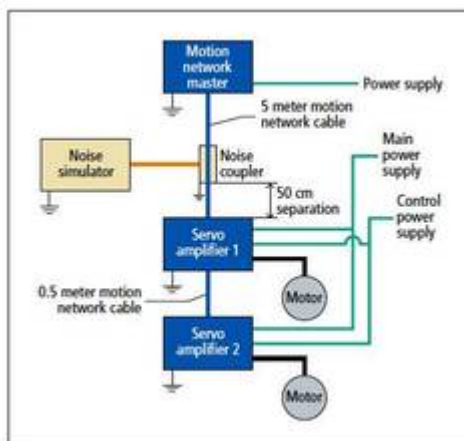 Motion
network
master
Power supply
5 meter motion
network cable
Main
power
supply
Noise
simulator
Noise
coupler
50 cm
separation
Control
power
supply
Servo
amplifier 1
0.5 meter motion
network cable
Motor
Servo
amplifier 2
Motor